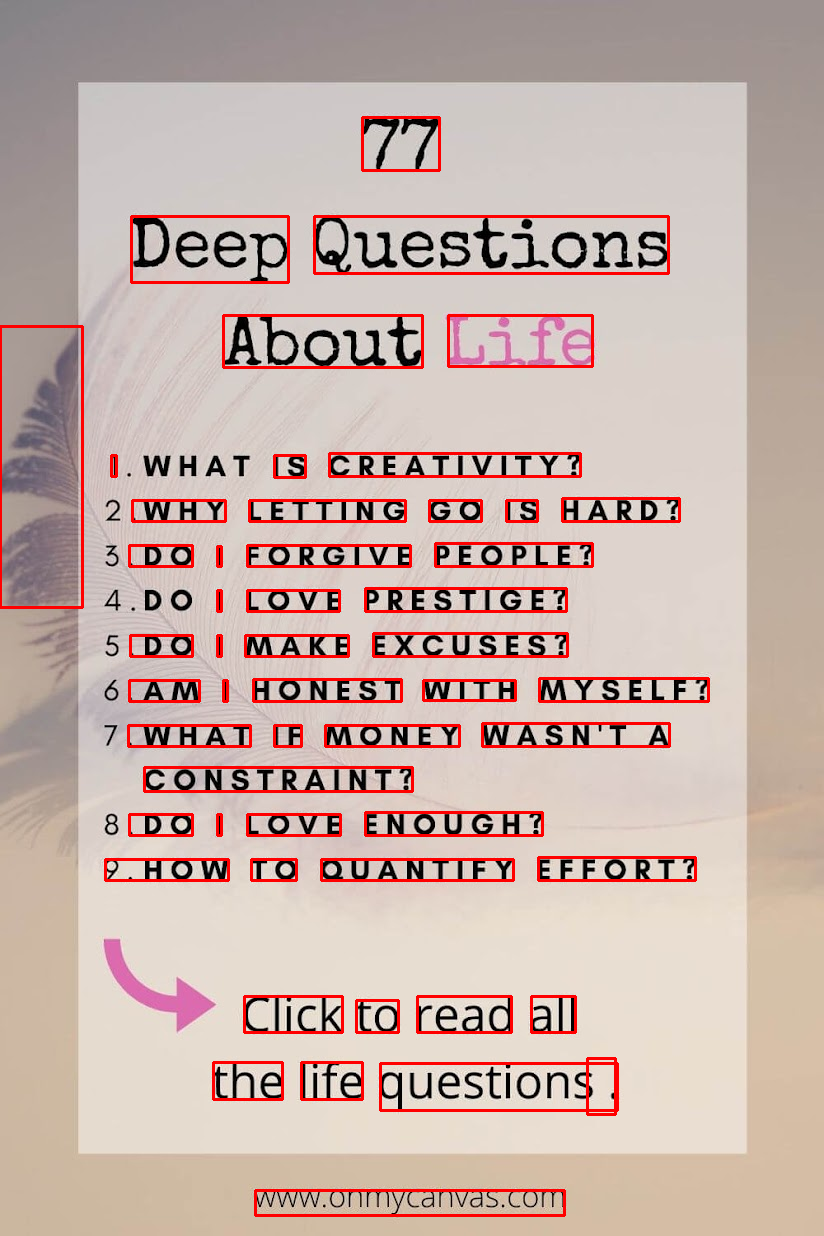 77
Deep Questions
About Life
1. WHAT IS CREATIVITY?
2. WHY LETTING GO IS HARD?
3. DO I FORGIVE PEOPLE?
4. DO I LOVE PRESTIGE?
5. DO I MAKE EXCUSES?
6. AM I HONEST WITH MYSELF?
7. WHAT IF MONEY WASN'T A
CONSTRAINT?
8. DO I LOVE ENOUGH?
9. HOW TO QUANTIFY EFFORT?
Click to read all
the life questions .
www.onmycanvas.com